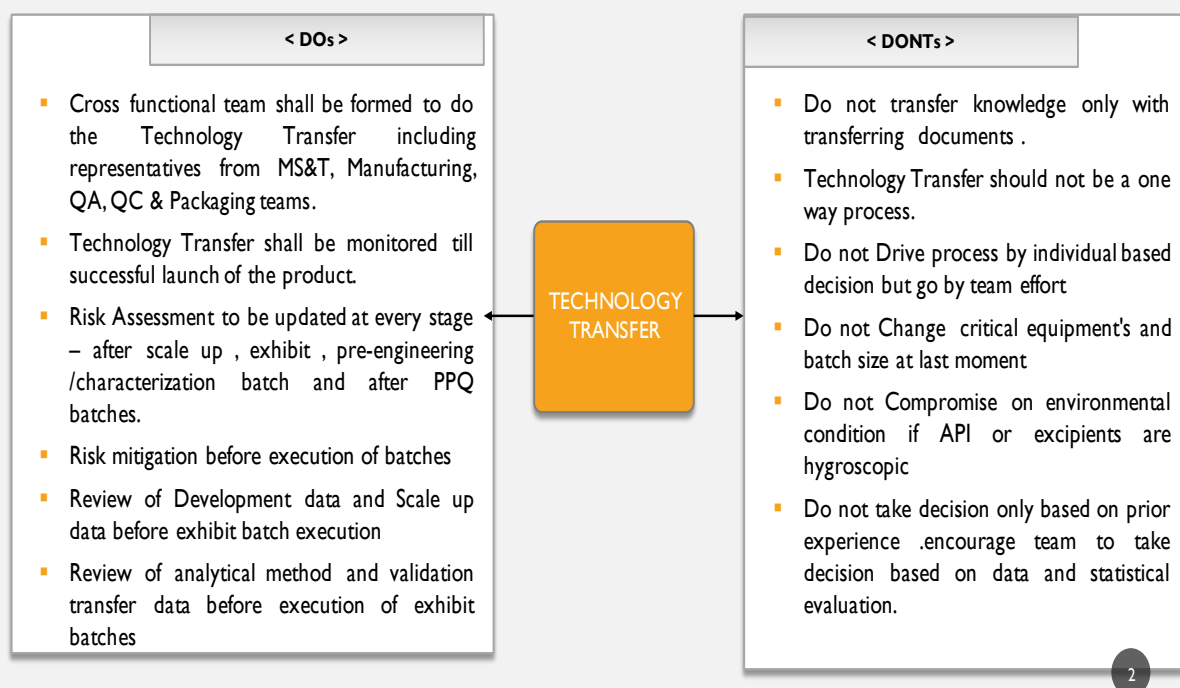 < DOs >
▪ Cross functional team shall be formed to do
the Technology Transfer including
representatives from MS&T, Manufacturing,
QA, QC & Packaging teams.
▪ Technology Transfer shall be monitored till
successful launch of the product.
▪ Risk Assessment to be updated at every stage
– after scale up , exhibit , pre-engineering
/characterization batch and after PPQ
batches.
▪ Risk mitigation before execution of batches
▪ Review of Development data and Scale up
data before exhibit batch execution
▪ Review of analytical method and validation
transfer data before execution of exhibit
batches
TECHNOLOGY
TRANSFER
< DONTs >
▪ Do not transfer knowledge only with
transferring documents .
▪ Technology Transfer should not be a one
way process.
▪ Do not Drive process by individual based
decision but go by team effort
▪ Do not Change critical equipment's and
batch size at last moment
▪ Do not Compromise on environmental
condition if API or excipients are
hygroscopic
▪ Do not take decision only based on prior
experience .encourage team to take
decision based on data and statistical
evaluation.
2